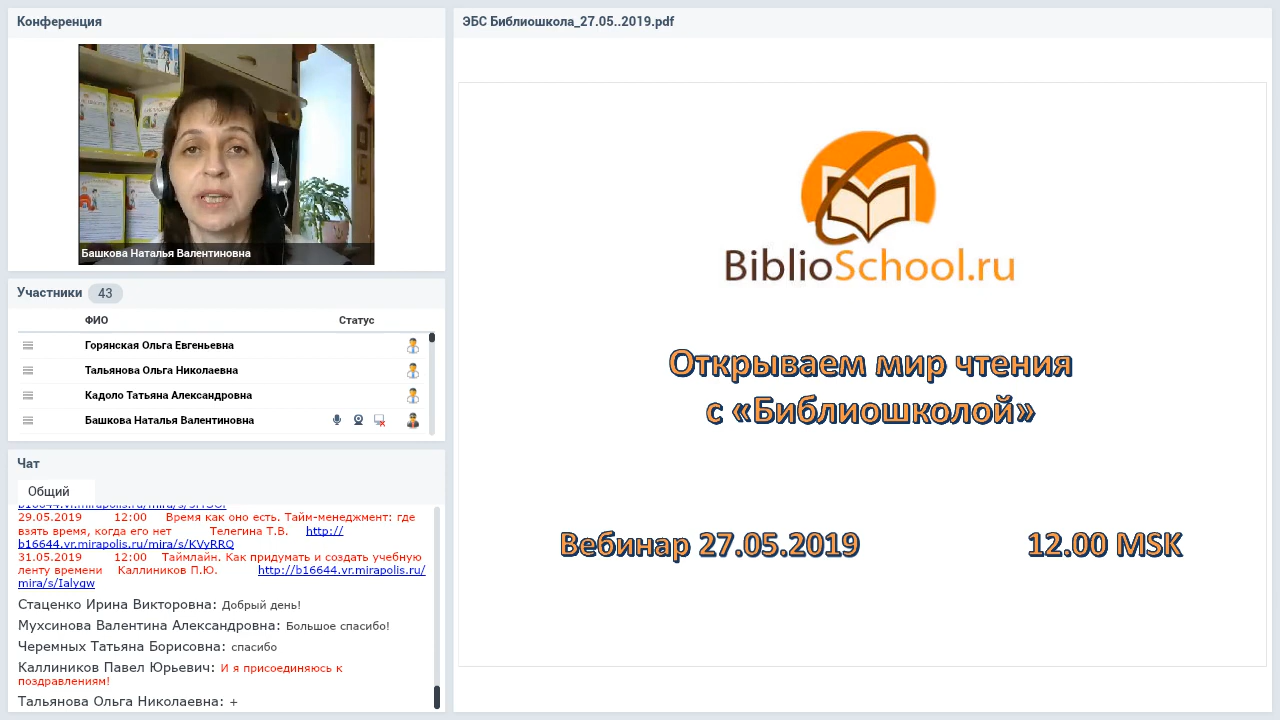 Конференция
Башкова Наталья Валентиновна
Участники 43
ФИО Статус
Горянская Ольга Евгеньевна
Тальянова Ольга Николаевна
Кадоло Татьяна Александровна
Башкова Наталья Валентиновна
Чат
Общий
29.05.2019 12:00 Время как оно есть. Тайм-менеджмент: где
взять время, когда его нет Телегина Т.В. http://
b16644.vr.mirapolis.ru/mira/s/KVyRRQ
31.05.2019 12:00 Таймлайн. Как придумать и создать учебную
ленту времени Каллиников П.Ю. http://b16644.vr.mirapolis.ru/
mira/s/Ialyqw
Стаценко Ирина Викторовна: Добрый день!
Мухсинова Валентина Александровна: Большое спасибо!
Черемных Татьяна Борисовна: спасибо
Каллиников Павел Юрьевич: И я присоединяюсь к
поздравлениям!
Тальянова Ольга Николаевна: +
ЭБС Библиошкола_27.05..2019.pdf
BiblioSchool.ru
Открываем мир чтения
с «Библиошколой»
Вебинар 27.05.2019 12.00 MSK